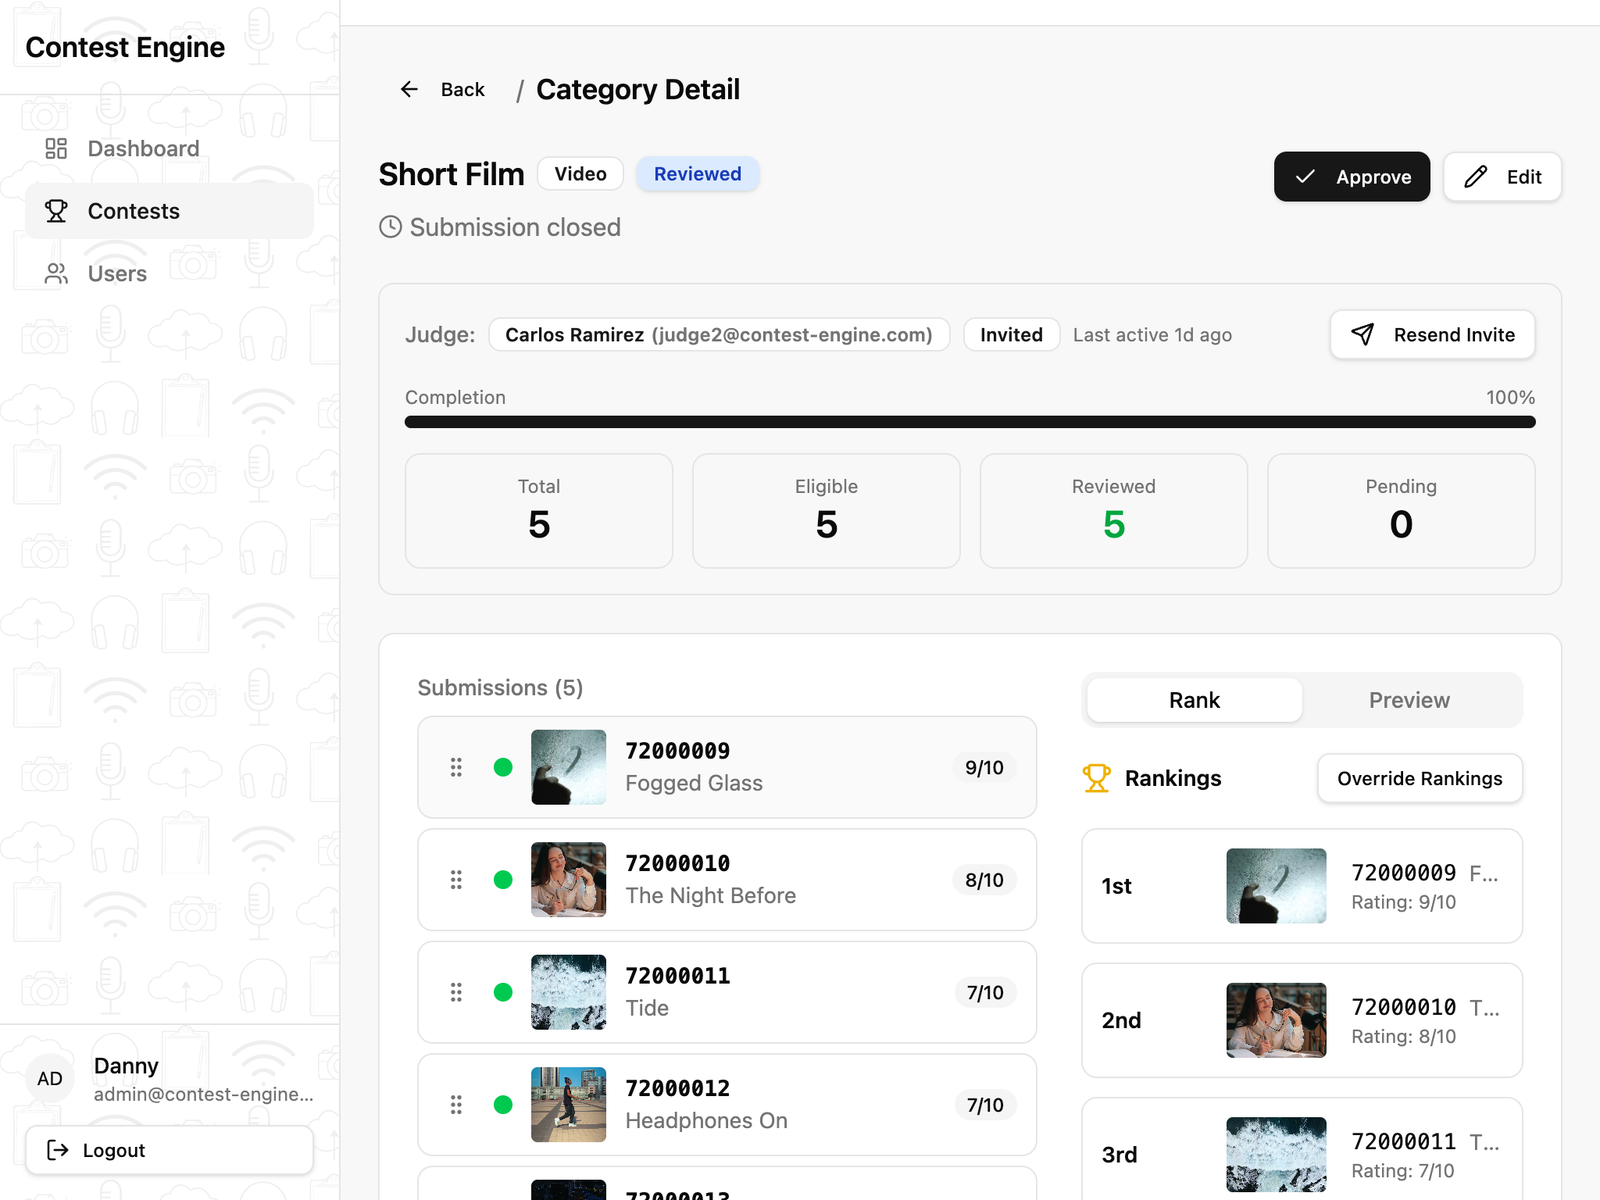 Contest Engine
Dashboard
Contests
Users
AD
Danny
admin@contest-engine...
Logout
Back / Category Detail
Short Film
Video
Reviewed
Submission closed
Approve
Edit
Judge: Carlos Ramirez (judge2@contest-engine.com) Invited Last active 1d ago
Resend Invite
Completion 100%
Total
5
Eligible
5
Reviewed
5
Pending
0
Submissions (5)
72000009
Fogged Glass
9/10
72000010
The Night Before
8/10
72000011
Tide
7/10
72000012
Headphones On
7/10
72000013
Rank
Preview
Rankings
Override Rankings
1st
72000009 F...
Rating: 9/10
2nd
72000010 T...
Rating: 8/10
3rd
72000011 T...
Rating: 7/10